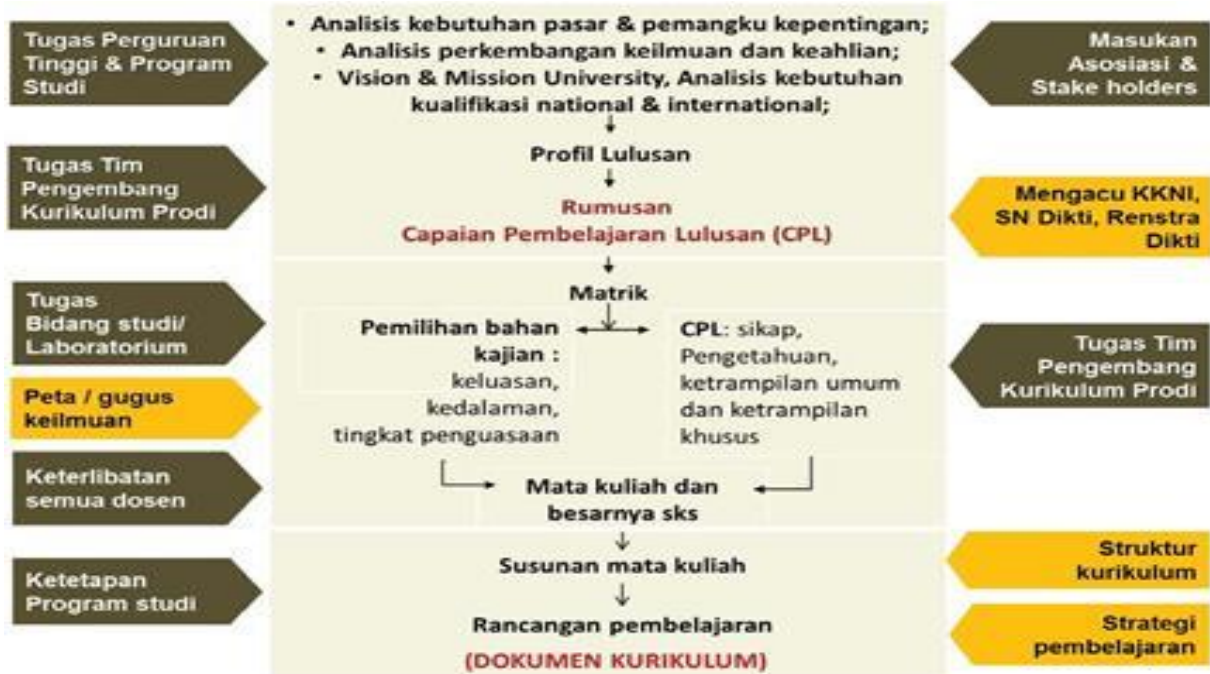 Tugas Perguruan
Tinggi & Program
Studi
• Analisis kebutuhan pasar & pemangku kepentingan;
• Analisis perkembangan keilmuan dan keahlian;
• Vision & Mission University, Analisis kebutuhan
kualifikasi national & international;
Masukan
Asosiasi &
Stake holders
Tugas Tim
Pengembang
Kurikulum Prodi
Profil Lulusan
Rumusan
Capaian Pembelajaran Lulusan (CPL)
Mengacu KKNI,
SN Dikti, Renstra
Dikti
Tugas
Bidang studi/
Laboratorium
Matrik
Pemilihan bahan
kajian :
keluasan,
kedalaman,
tingkat penguasaan
CPL: sikap,
Pengetahuan,
ketrampilan umum
dan ketrampilan
khusus
Tugas Tim
Pengembang
Kurikulum Prodi
Peta / gugus
keilmuan
Keterlibatan
semua dosen
Mata kuliah dan
besarnya sks
Ketetapan
Program studi
Susunan mata kuliah
Struktur
kurikulum
Rancangan pembelajaran
(DOKUMEN KURIKULUM)
Strategi
pembelajaran